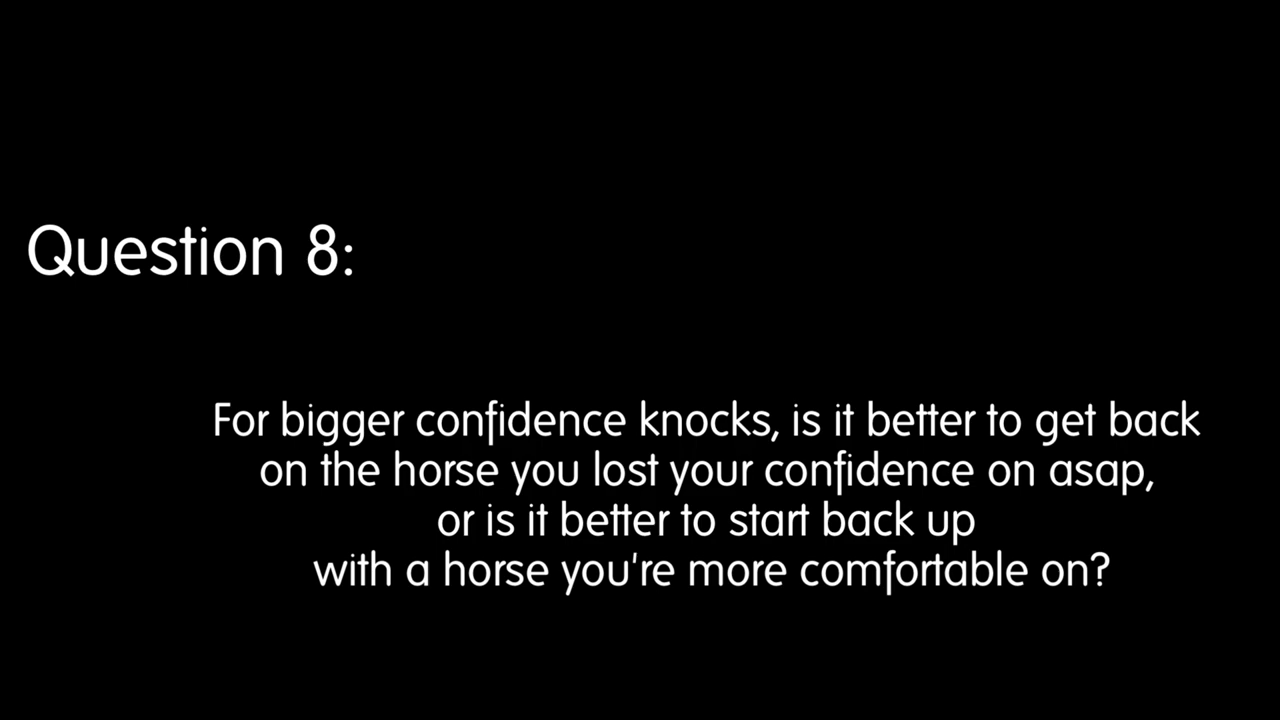 Question 8:
For bigger confidence knocks, is it better to get back
on the horse you lost your confidence on asap,
or is it better to start back up
with a horse you're more comfortable on?